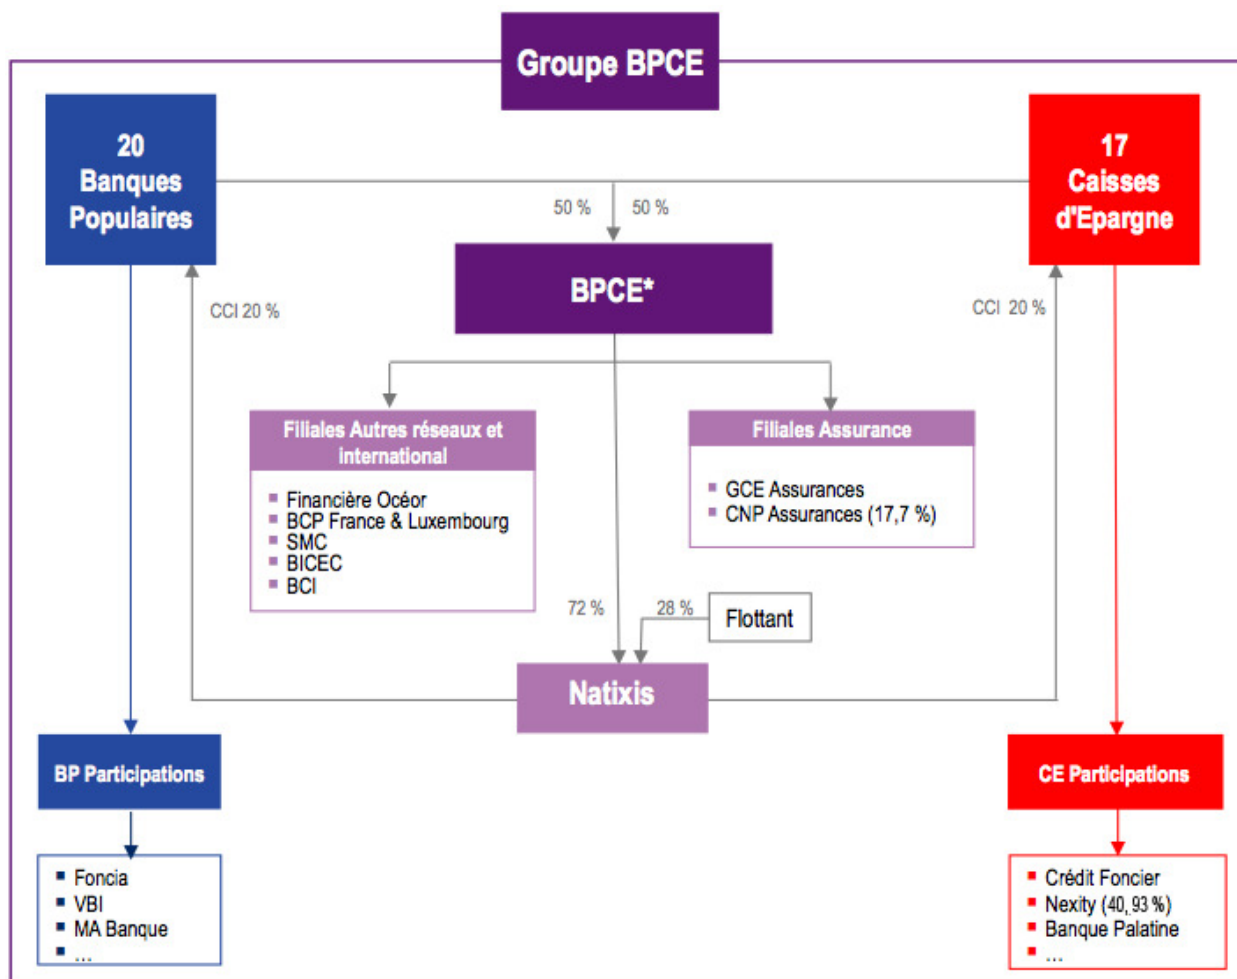 Groupe BPCE
20
Banques
Populaires
17
Caisses
d'Epargne
50 %
50 %
BPCE*
CCI 20 %
CCI 20 %
Filiales Autres réseaux et
international
Financière Océor
BCP France & Luxembourg
SMC
BICEC
BCI
Filiales Assurance
GCE Assurances
CNP Assurances (17,7 %)
72 %
28 %
Flottant
Natixis
BP Participations
CE Participations
Foncia
VBI
MA Banque
...
Crédit Foncier
Nexity (40,93 %)
Banque Palatine
...